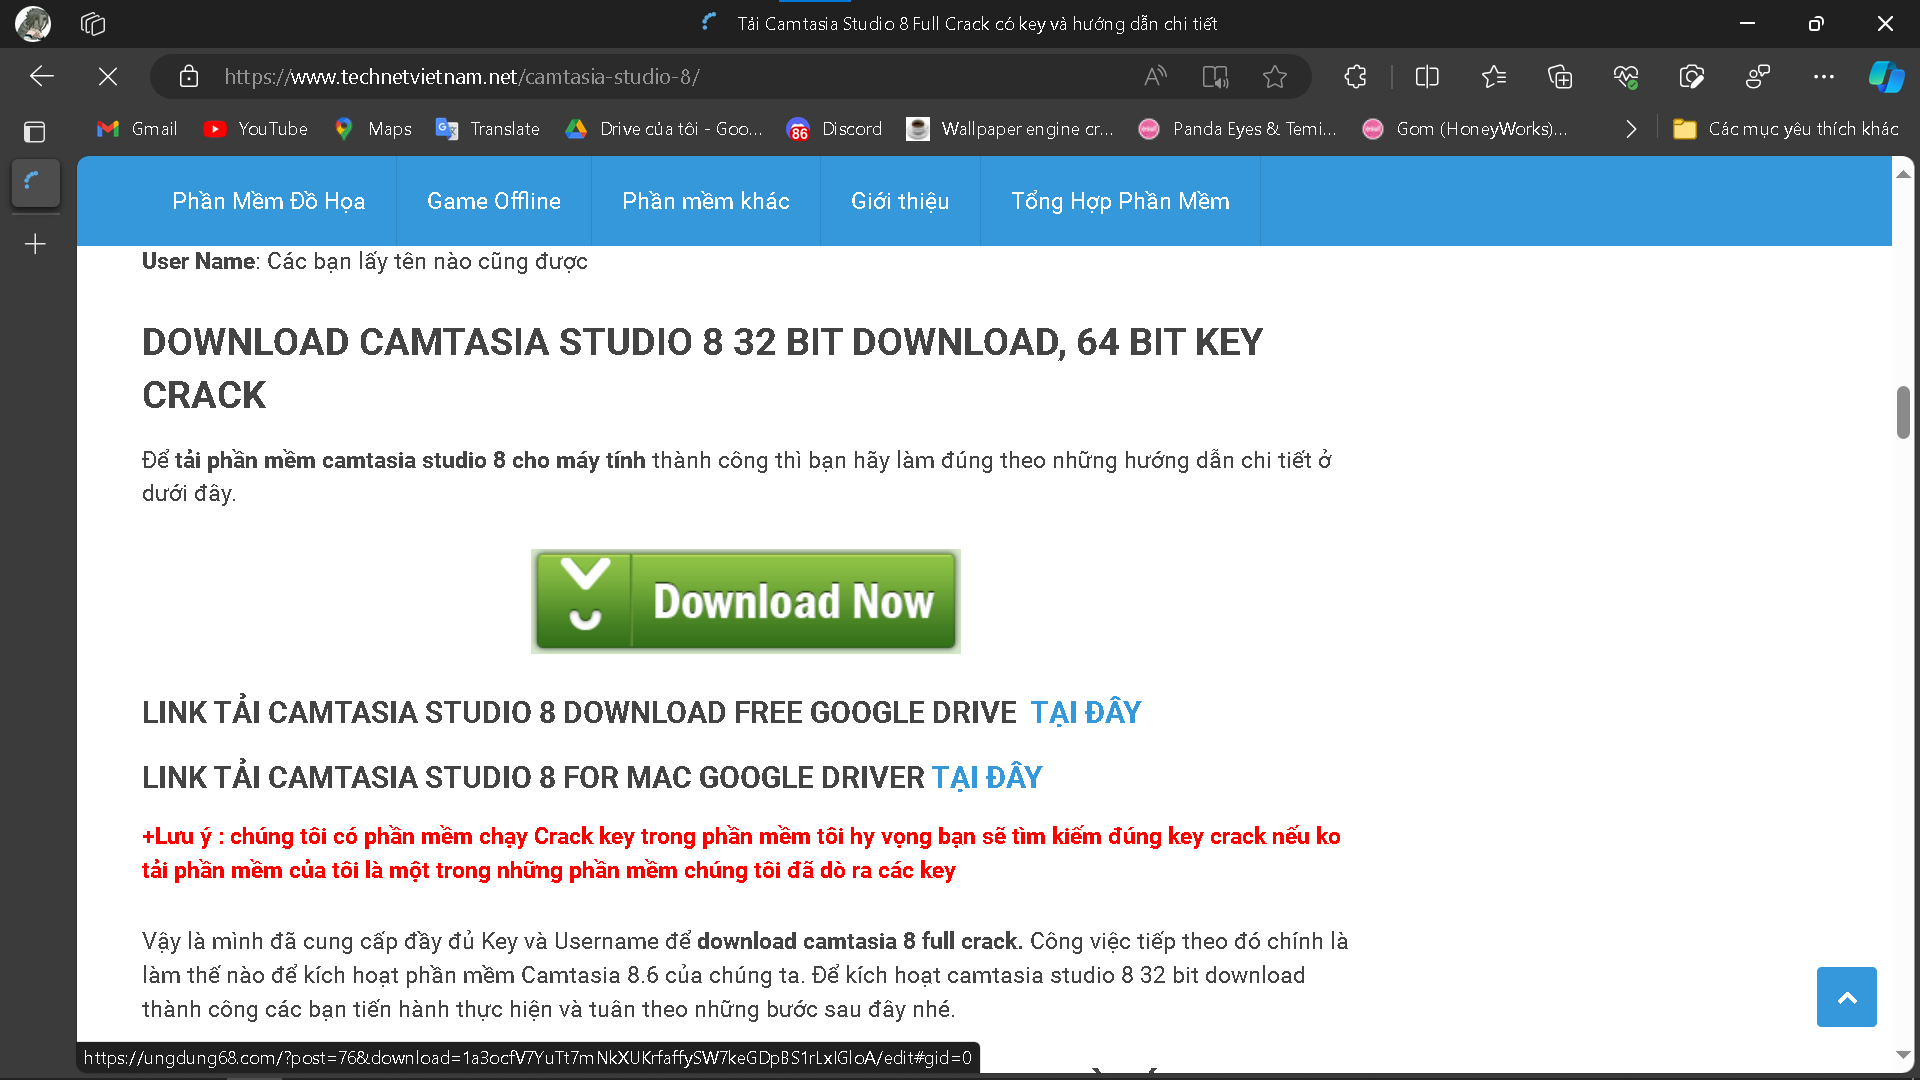 Tải Camtasia Studio 8 Full Crack có key và hướng dẫn chi tiết
https://www.technetvietnam.net/camtasia-studio-8/
Gmail YouTube Maps Translate Drive của tôi - Goo... 86 Discord Wallpaper engine cr... Panda Eyes & Temi... Gom (HoneyWorks)... Các mục yêu thích khác
Phần Mềm Đồ Họa Game Offline Phần mềm khác Giới thiệu Tổng Hợp Phần Mềm
User Name: Các bạn lấy tên nào cũng được
DOWNLOAD CAMTASIA STUDIO 8 32 BIT DOWNLOAD, 64 BIT KEY
CRACK
Để tải phần mềm camtasia studio 8 cho máy tính thành công thì bạn hãy làm đúng theo những hướng dẫn chi tiết ở
dưới đây.
Download Now
LINK TẢI CAMTASIA STUDIO 8 DOWNLOAD FREE GOOGLE DRIVE TẠI ĐÂY
LINK TẢI CAMTASIA STUDIO 8 FOR MAC GOOGLE DRIVER TẠI ĐÂY
+Lưu ý : chúng tôi có phần mềm chạy Crack key trong phần mềm tôi hy vọng bạn sẽ tìm kiếm đúng key crack nếu ko
tải phần mềm của tôi là một trong những phần mềm chúng tôi đã dò ra các key
Vậy là mình đã cung cấp đầy đủ Key và Username để download camtasia 8 full crack. Công việc tiếp theo đó chính là
làm thế nào để kích hoạt phần mềm Camtasia 8.6 của chúng ta. Để kích hoạt camtasia studio 8 32 bit download
thành công các bạn tiến hành thực hiện và tuân theo những bước sau đây nhé.
https://ungdung68.com/?post=76&download=1a3ocfV7YuTt7mNkXUKrfaffySW7keGDpBS1rLxIGloA/edit#gid=0